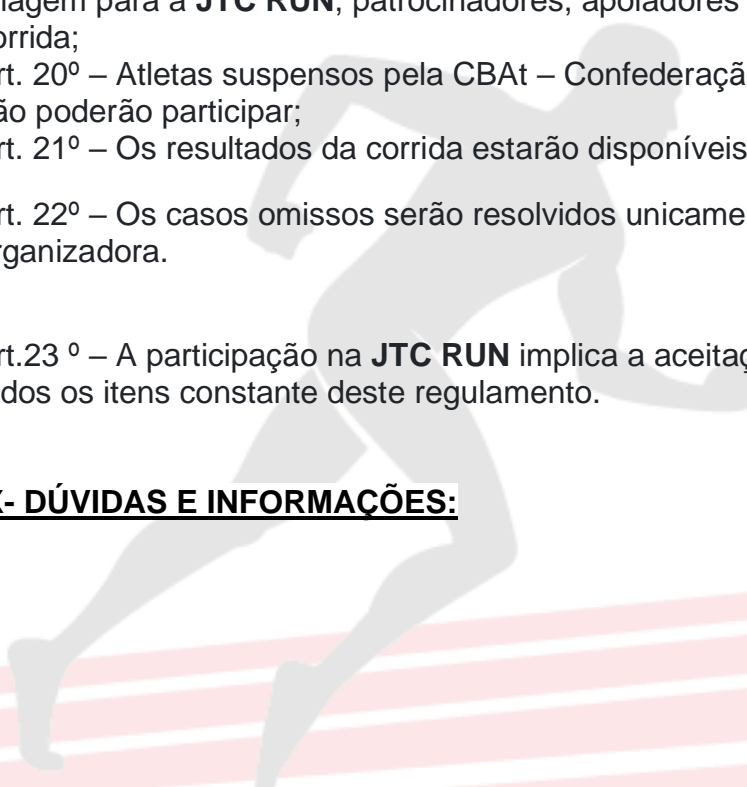 nagem para a JTC RUN, patrocinadores, apoiadores
orrida;
rt. 20º – Atletas suspensos pela CBAt – Confederação
ão poderão participar;
rt. 21º – Os resultados da corrida estarão disponíveis
rt. 22º – Os casos omissos serão resolvidos unicame
rganizadora.
rt.23 º – A participação na JTC RUN implica a aceitaç
dos os itens constante deste regulamento.
X- DÚVIDAS E INFORMAÇÕES: